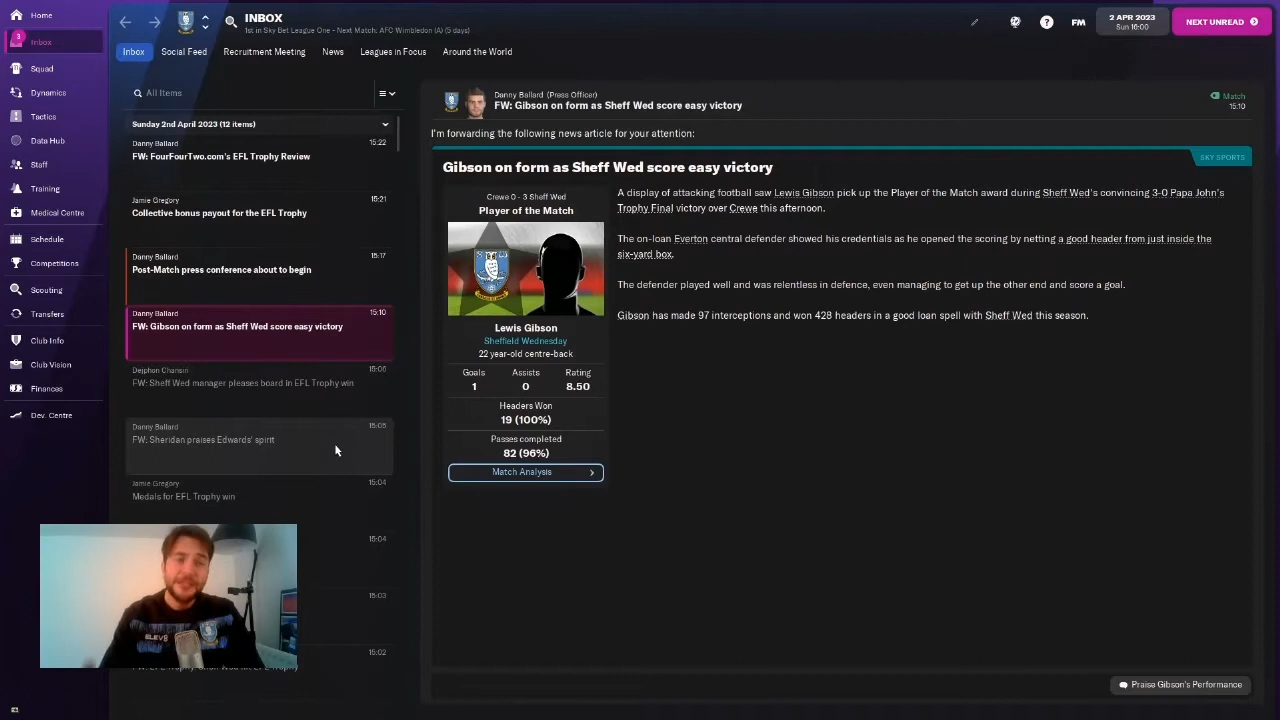 Home
3
Inbox
Squad
Dynamics
Tactics
Data Hub
Staff
Training
Medical Centre
Schedule
Competitions
Scouting
Transfers
Club Info
Club Vision
Finances
Dev. Centre
INBOX
1st in Sky Bet League One - Next Match: AFC Wimbledon (A) (5 days)
FM
2 APR 2023
Sun 16:00
NEXT UNREAD
Inbox
Social Feed
Recruitment Meeting
News
Leagues in Focus
Around the World
All Items
Sunday 2nd April 2023 (12 items)
Danny Ballard
15:22
FW: FourFourTwo.com's EFL Trophy Review
Jamie Gregory
15:21
Collective bonus payout for the EFL Trophy
Danny Ballard
15:17
Post-Match press conference about to begin
Danny Ballard
15:10
FW: Gibson on form as Sheff Wed score easy victory
Dejphon Chansiri
15:06
FW: Sheff Wed manager pleases board in EFL Trophy win
Danny Ballard
15:05
FW: Sheridan praises Edwards' spirit
Jamie Gregory
15:04
Medals for EFL Trophy win
15:04
15:03
15:02
Danny Ballard (Press Officer)
FW: Gibson on form as Sheff Wed score easy victory
Match
15:10
I'm forwarding the following news article for your attention:
SKY SPORTS
Gibson on form as Sheff Wed score easy victory
Crewe 0 - 3 Sheff Wed
Player of the Match
Lewis Gibson
Sheffield Wednesday
22 year-old centre-back
Goals Assists Rating
1 0 8.50
Headers Won
19 (100%)
Passes completed
82 (96%)
Match Analysis
A display of attacking football saw Lewis Gibson pick up the Player of the Match award during Sheff Wed's convincing 3-0 Papa John's
Trophy Final victory over Crewe this afternoon.
The on-loan Everton central defender showed his credentials as he opened the scoring by netting a good header from just inside the
six-yard box.
The defender played well and was relentless in defence, even managing to get up the other end and score a goal.
Gibson has made 97 interceptions and won 428 headers in a good loan spell with Sheff Wed this season.
Praise Gibson's Performance